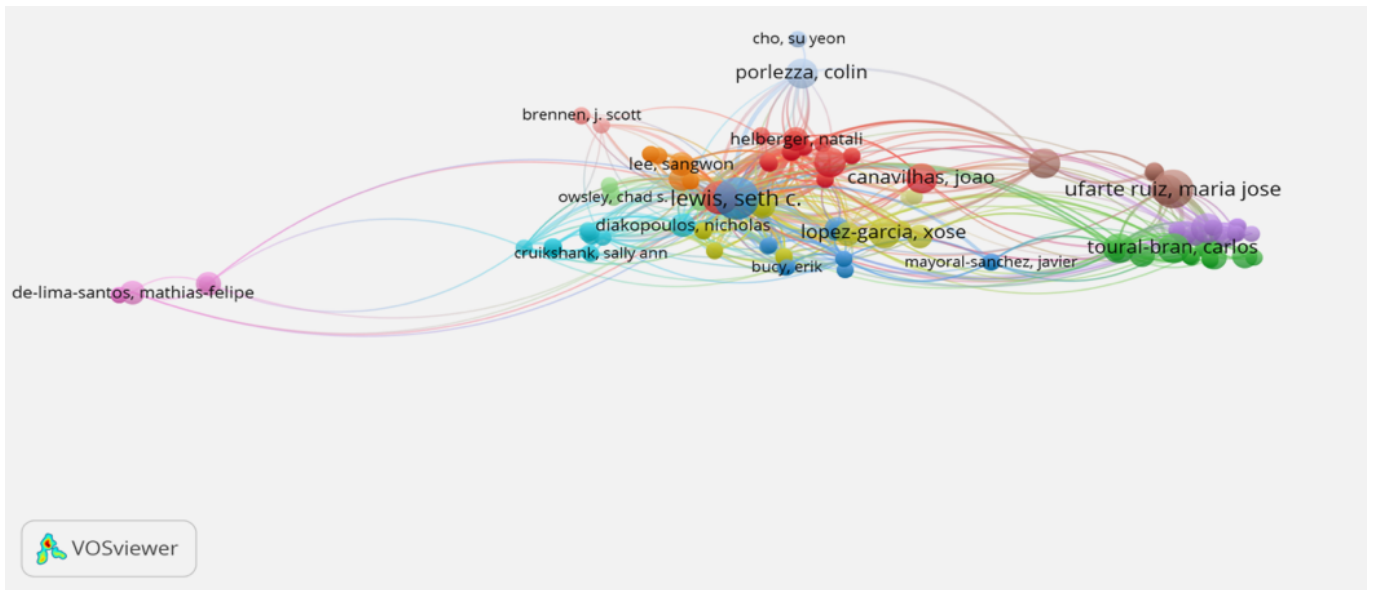 cho, su yeon
porlezza, colin
brennen, j. scott
helberger, natali
lee, sangwon
canavilhas, joao
ufarte ruiz, maria jose
owsley, chad s.
lewis, seth c.
diakopoulos, nicholas
lopez-garcia, xose
toural-bran, carlos
cruikshank, sally ann
mayoral-sanchez, javier
bucy, erik
de-lima-santos, mathias-felipe
VOSviewer